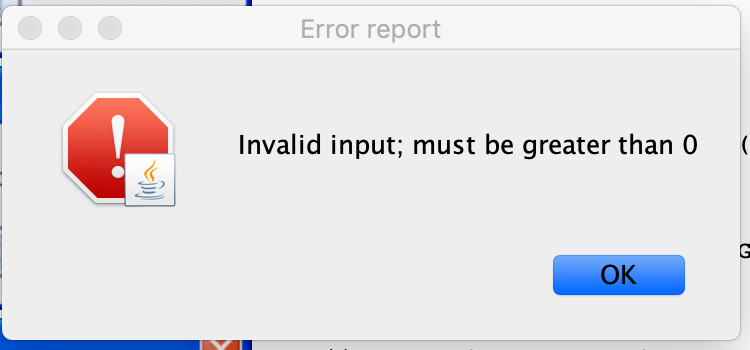 Error report
Invalid input; must be greater than 0
(
G
OK